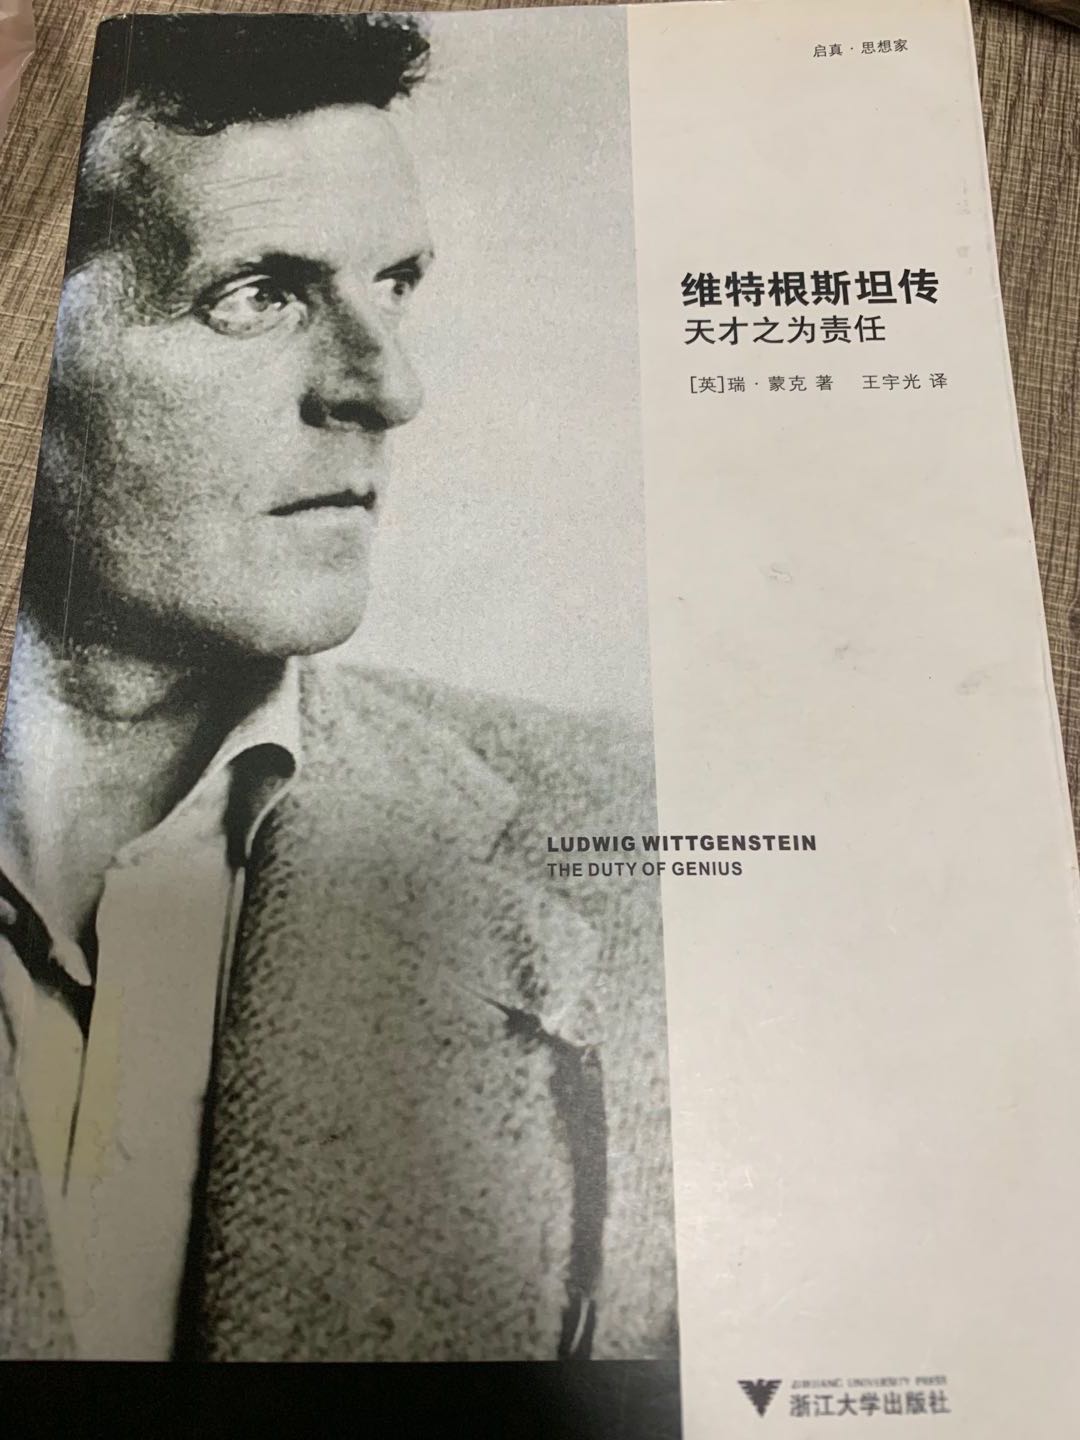 启真·思想家
维特根斯坦传
天才之为责任
[英]瑞·蒙克 著 王宇光 译
LUDWIG WITTGENSTEIN
THE DUTY OF GENIUS
ZHEJIANG UNIVERSITY PRESS
浙江大学出版社